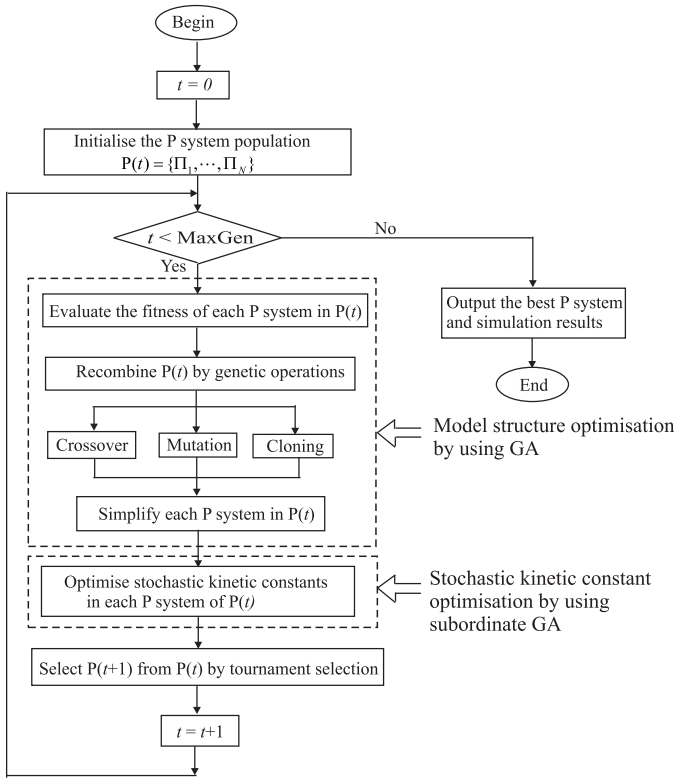 Begin
t = 0
Initialise the P system population
P(t) = {Π₁,⋯,Π_N}
t < MaxGen
No
Yes
Evaluate the fitness of each P system in P(t)
Output the best P system
and simulation results
Recombine P(t) by genetic operations
End
Crossover
Mutation
Cloning
Model structure optimisation
by using GA
Simplify each P system in P(t)
Optimise stochastic kinetic constants
in each P system of P(t)
Stochastic kinetic constant
optimisation by using
subordinate GA
Select P(t+1) from P(t) by tournament selection
t = t+1